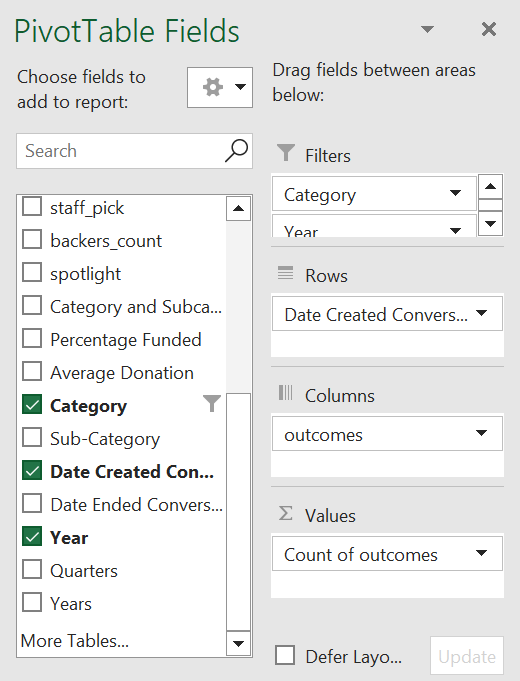 PivotTable Fields
Choose fields to
add to report:
Search
staff_pick
backers_count
spotlight
Category and Subca...
Percentage Funded
Average Donation
Category
Sub-Category
Date Created Con...
Date Ended Convers...
Year
Quarters
Years
More Tables...
Drag fields between areas
below:
Filters
Category
Year
Rows
Date Created Convers...
Columns
outcomes
Σ Values
Count of outcomes
Defer Layo...
Update